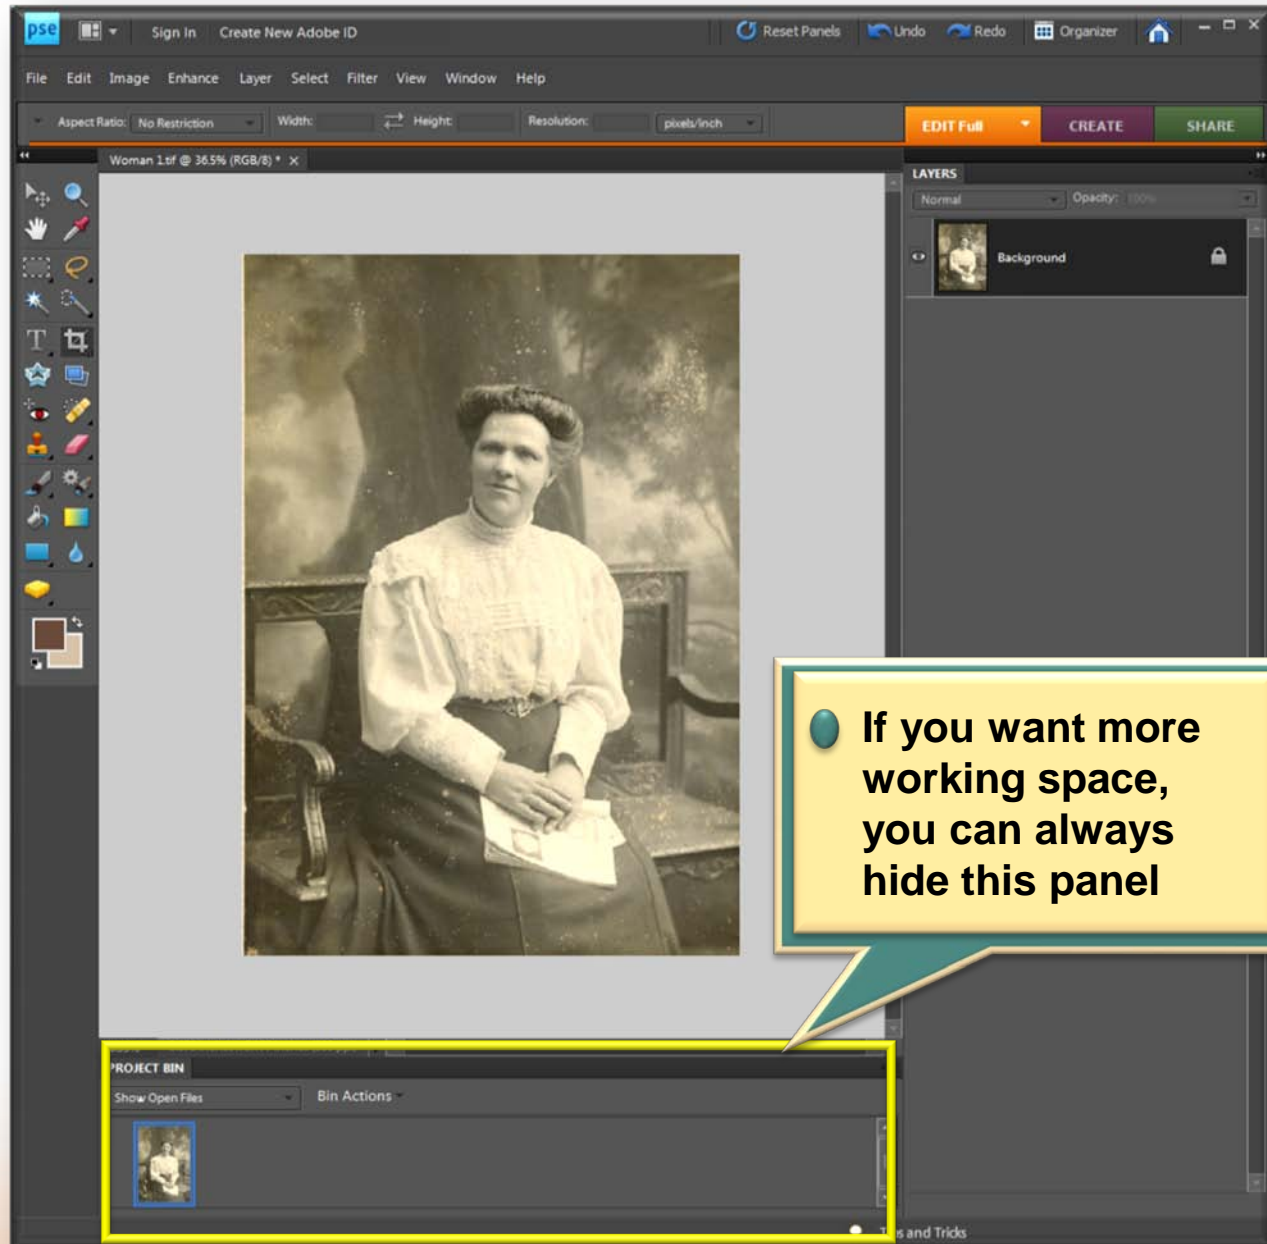 pse Sign In Create New Adobe ID Reset Panels Undo Redo Organizer
File Edit Image Enhance Layer Select Filter View Window Help
Aspect Ratio: No Restriction Width: Height: Resolution: pixels/inch EDIT Full CREATE SHARE
Woman 1.tif @ 36.5% (RGB/8) *
LAYERS
Normal Opacity: 100%
Background
T
If you want more
working space,
you can always
hide this panel
PROJECT BIN
Show Open Files Bin Actions
and Tricks